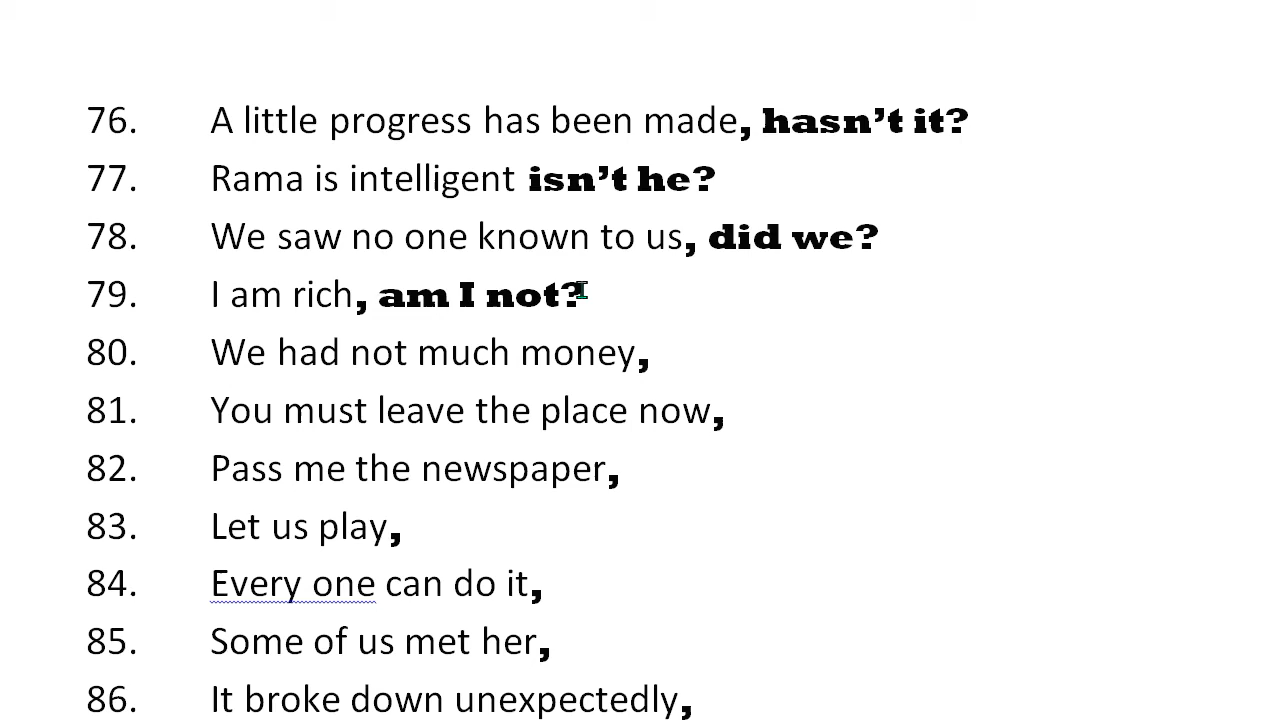 76. A little progress has been made, hasn't it?
77. Rama is intelligent isn't he?
78. We saw no one known to us, did we?
79. I am rich, am I not?
80. We had not much money,
81. You must leave the place now,
82. Pass me the newspaper,
83. Let us play,
84. Every one can do it,
85. Some of us met her,
86. It broke down unexpectedly,